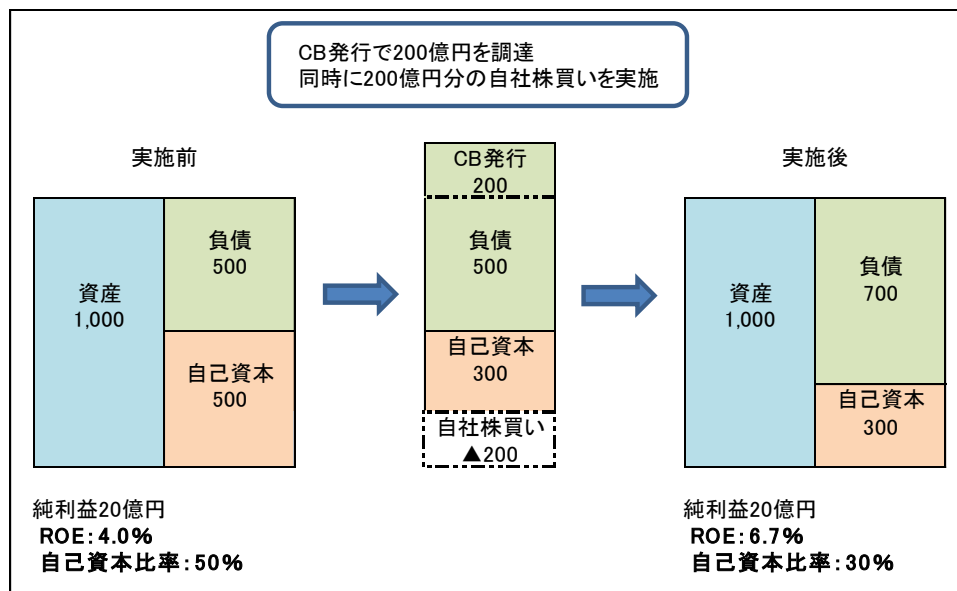 CB発行で200億円を調達
同時に200億円分の自社株買いを実施
実施前
資産
1,000
負債
500
自己資本
500
純利益20億円
ROE:4.0%
自己資本比率:50%
CB発行
200
負債
500
自己資本
300
自社株買い
▲200
実施後
資産
1,000
負債
700
自己資本
300
純利益20億円
ROE:6.7%
自己資本比率:30%